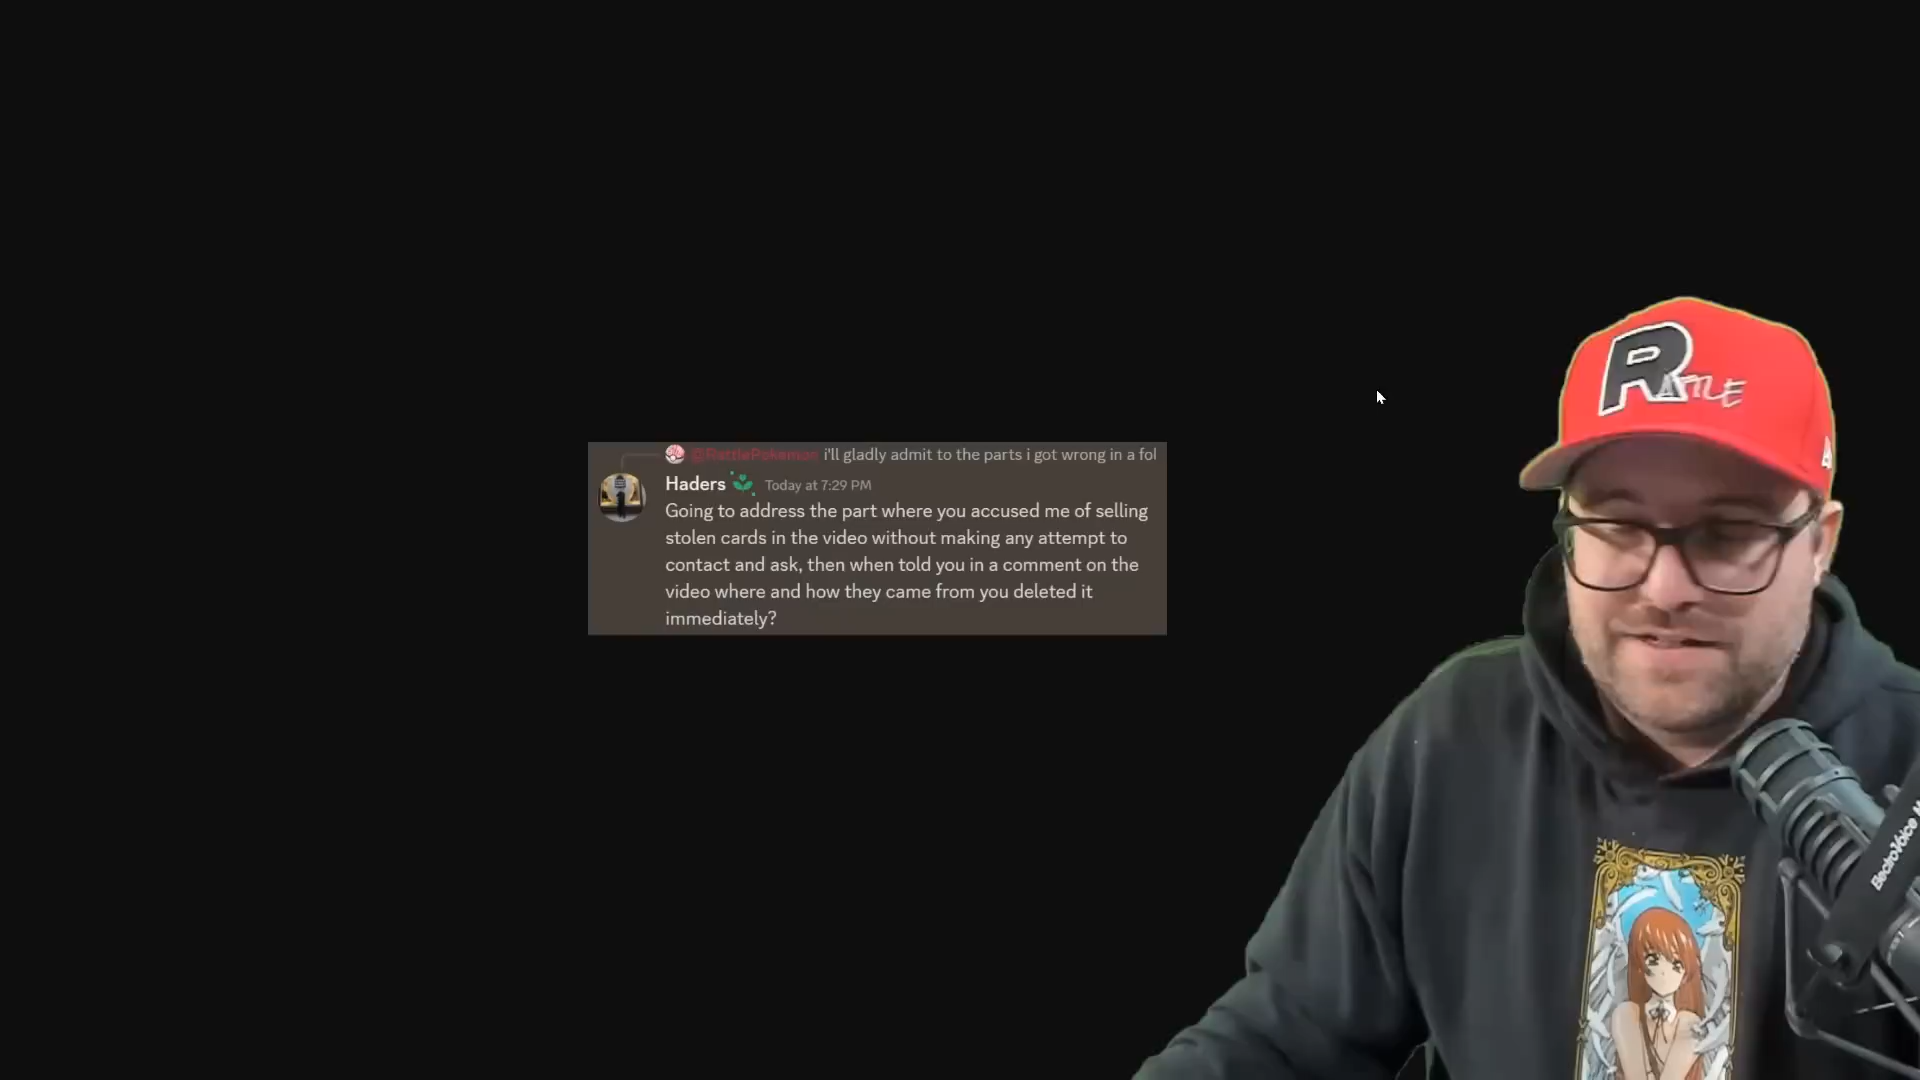 @RattlePokemon i'll gladly admit to the parts i got wrong in a fol
Haders Today at 7:29 PM
Going to address the part where you accused me of selling
stolen cards in the video without making any attempt to
contact and ask, then when told you in a comment on the
video where and how they came from you deleted it
immediately?
RATTLE
ElectroVoice